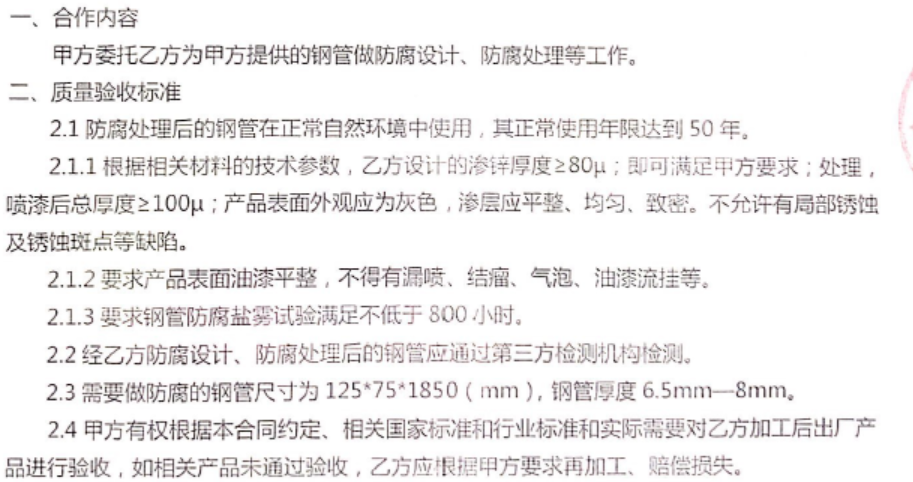 一、合作内容
甲方委托乙方为甲方提供的钢管做防腐设计、防腐处理等工作。
二、质量验收标准
2.1 防腐处理后的钢管在正常自然环境中使用，其正常使用年限达到 50 年。
2.1.1 根据相关材料的技术参数，乙方设计的渗锌厚度≥80μ；即可满足甲方要求；处理，
喷漆后总厚度≥100μ；产品表面外观应为灰色，渗层应平整、均匀、致密。不允许有局部锈蚀
及锈蚀斑点等缺陷。
2.1.2 要求产品表面油漆平整，不得有漏喷、结瘤、气泡、油漆流挂等。
2.1.3 要求钢管防腐盐雾试验满足不低于 800 小时。
2.2 经乙方防腐设计、防腐处理后的钢管应通过第三方检测机构检测。
2.3 需要做防腐的钢管尺寸为 125*75*1850（mm），钢管厚度 6.5mm—8mm。
2.4 甲方有权根据本合同约定、相关国家标准和行业标准和实际需要对乙方加工后出厂产
品进行验收，如相关产品未通过验收，乙方应根据甲方要求再加工、赔偿损失。